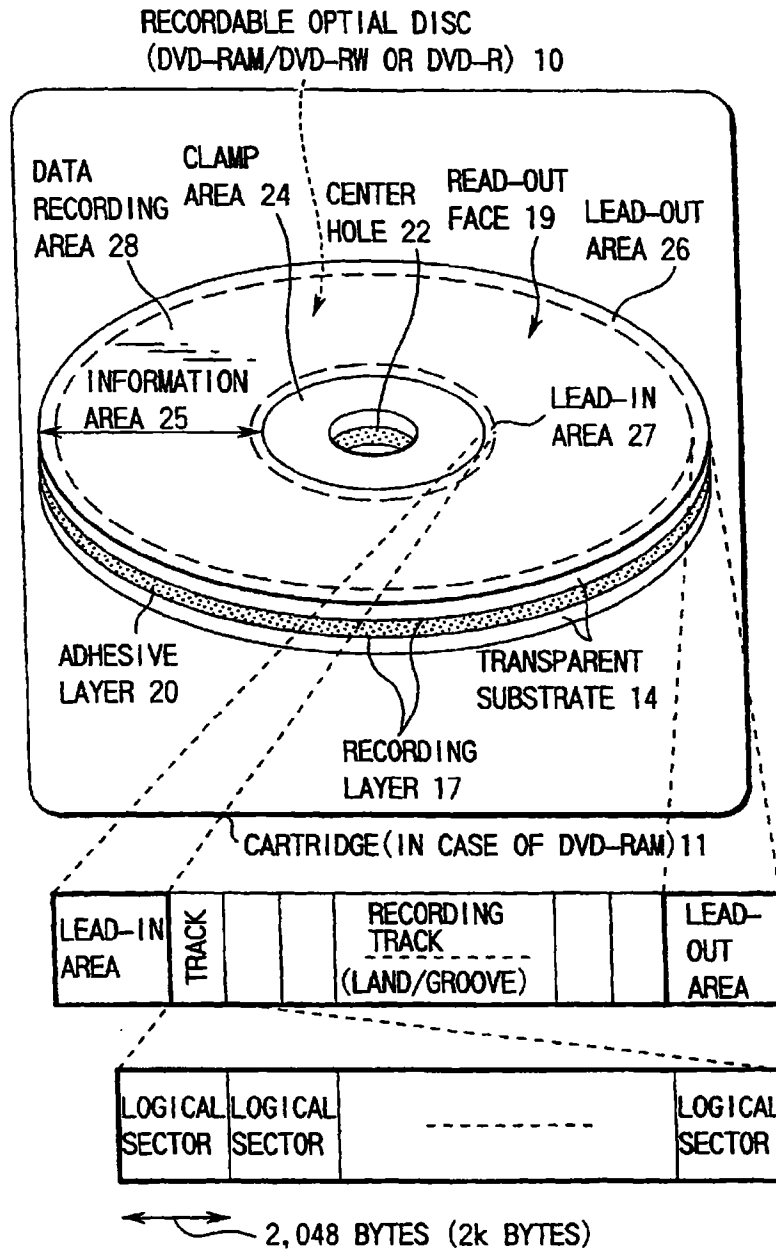 RECORDABLE OPTIAL DISC
(DVD-RAM/DVD-RW OR DVD-R) 10
DATA
RECORDING
AREA 28
CLAMP
AREA 24
CENTER
HOLE 22
READ-OUT
FACE 19
LEAD-OUT
AREA 26
INFORMATION
AREA 25
LEAD-IN
AREA 27
ADHESIVE
LAYER 20
TRANSPARENT
SUBSTRATE 14
RECORDING
LAYER 17
CARTRIDGE(IN CASE OF DVD-RAM)11
LEAD-IN
AREA
TRACK
RECORDING
TRACK
(LAND/GROOVE)
LEAD-
OUT
AREA
LOGICAL
SECTOR
LOGICAL
SECTOR
LOGICAL
SECTOR
2,048 BYTES (2k BYTES)